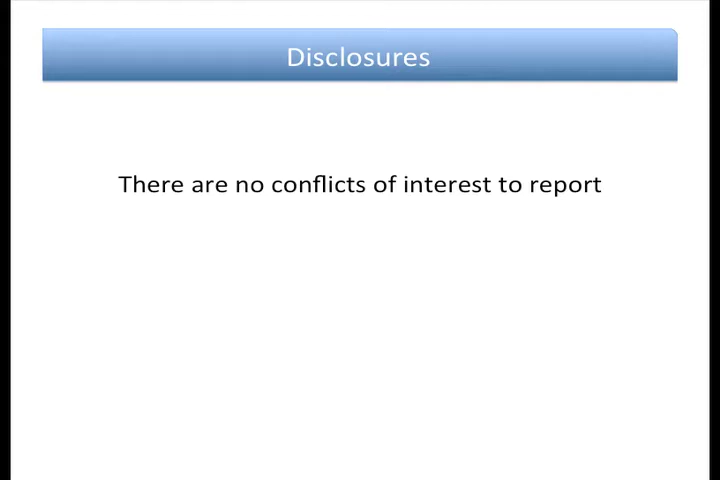 Disclosures
There are no conflicts of interest to report